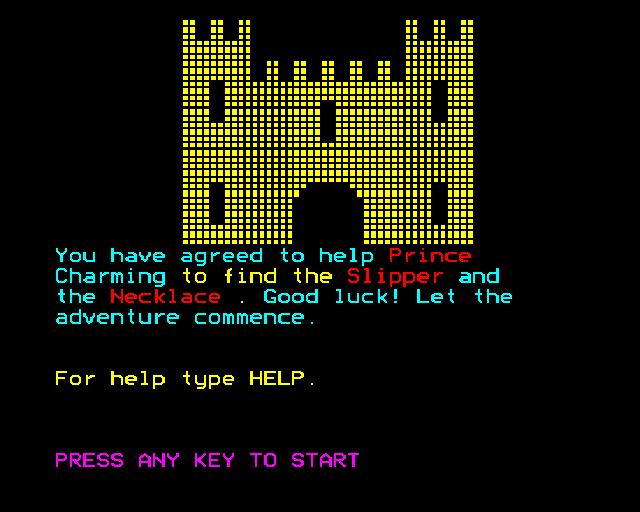 You have agreed to help Prince
Charming to find the Slipper and
the Necklace . Good luck! Let the
adventure commence.
For help type HELP.
PRESS ANY KEY TO START